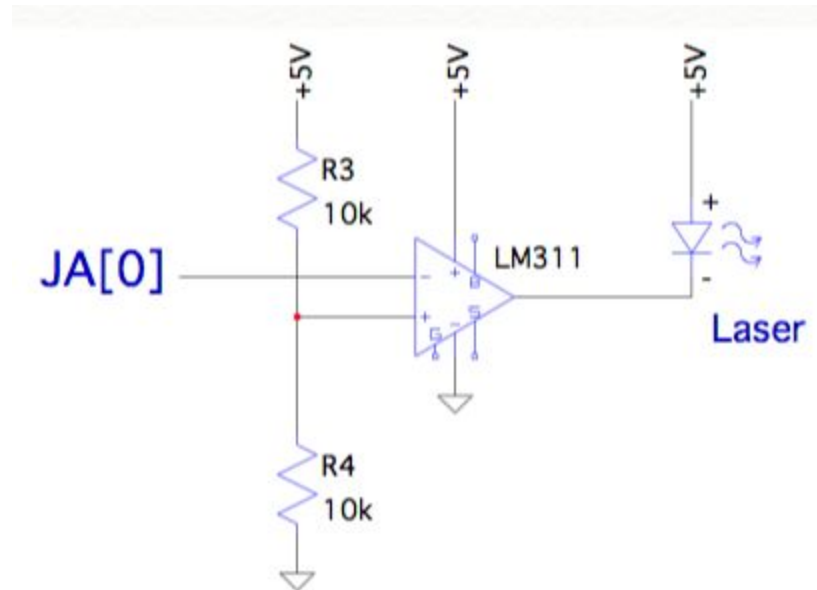 +5V
+5V
+5V
R3
10k
+
JA[0]
-
+
B
LM311
-
+
G
-
S
Laser
R4
10k